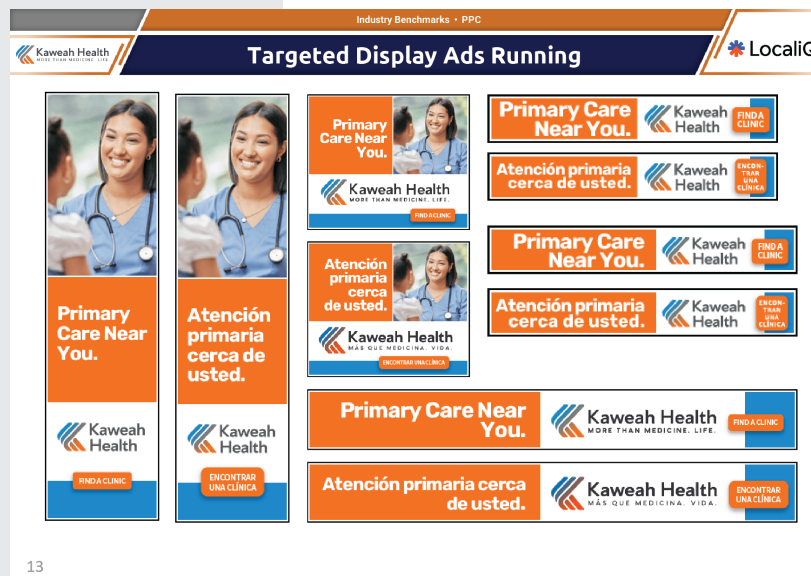 Industry Benchmarks • PPC
Kaweah Health
MORE THAN MEDICINE. LIFE.
Targeted Display Ads Running
LocaliQ
Primary
Care Near
You.
Kaweah
Health
FIND A CLINIC
Atención
primaria
cerca de
usted.
Kaweah
Health
ENCONTRAR
UNA CLÍNICA
Primary
Care Near
You.
Kaweah Health
MORE THAN MEDICINE. LIFE.
FIND A CLINIC
Atención
primaria
cerca
de usted.
Kaweah Health
MÁS QUE MEDICINA. VIDA.
ENCONTRAR UNA CLÍNICA
Primary Care
Near You.
Kaweah
Health
FIND A
CLINIC
Atención primaria
cerca de usted.
Kaweah
Health
ENCON-
TRAR
UNA
CLÍNICA
Primary Care
Near You.
Kaweah
Health
FIND A
CLINIC
Atención primaria
cerca de usted.
Kaweah
Health
ENCON-
TRAR
UNA
CLÍNICA
Primary Care Near
You.
Kaweah Health
MORE THAN MEDICINE. LIFE.
FIND A CLINIC
Atención primaria cerca
de usted.
Kaweah Health
MÁS QUE MEDICINA. VIDA.
ENCONTRAR
UNA CLÍNICA
13